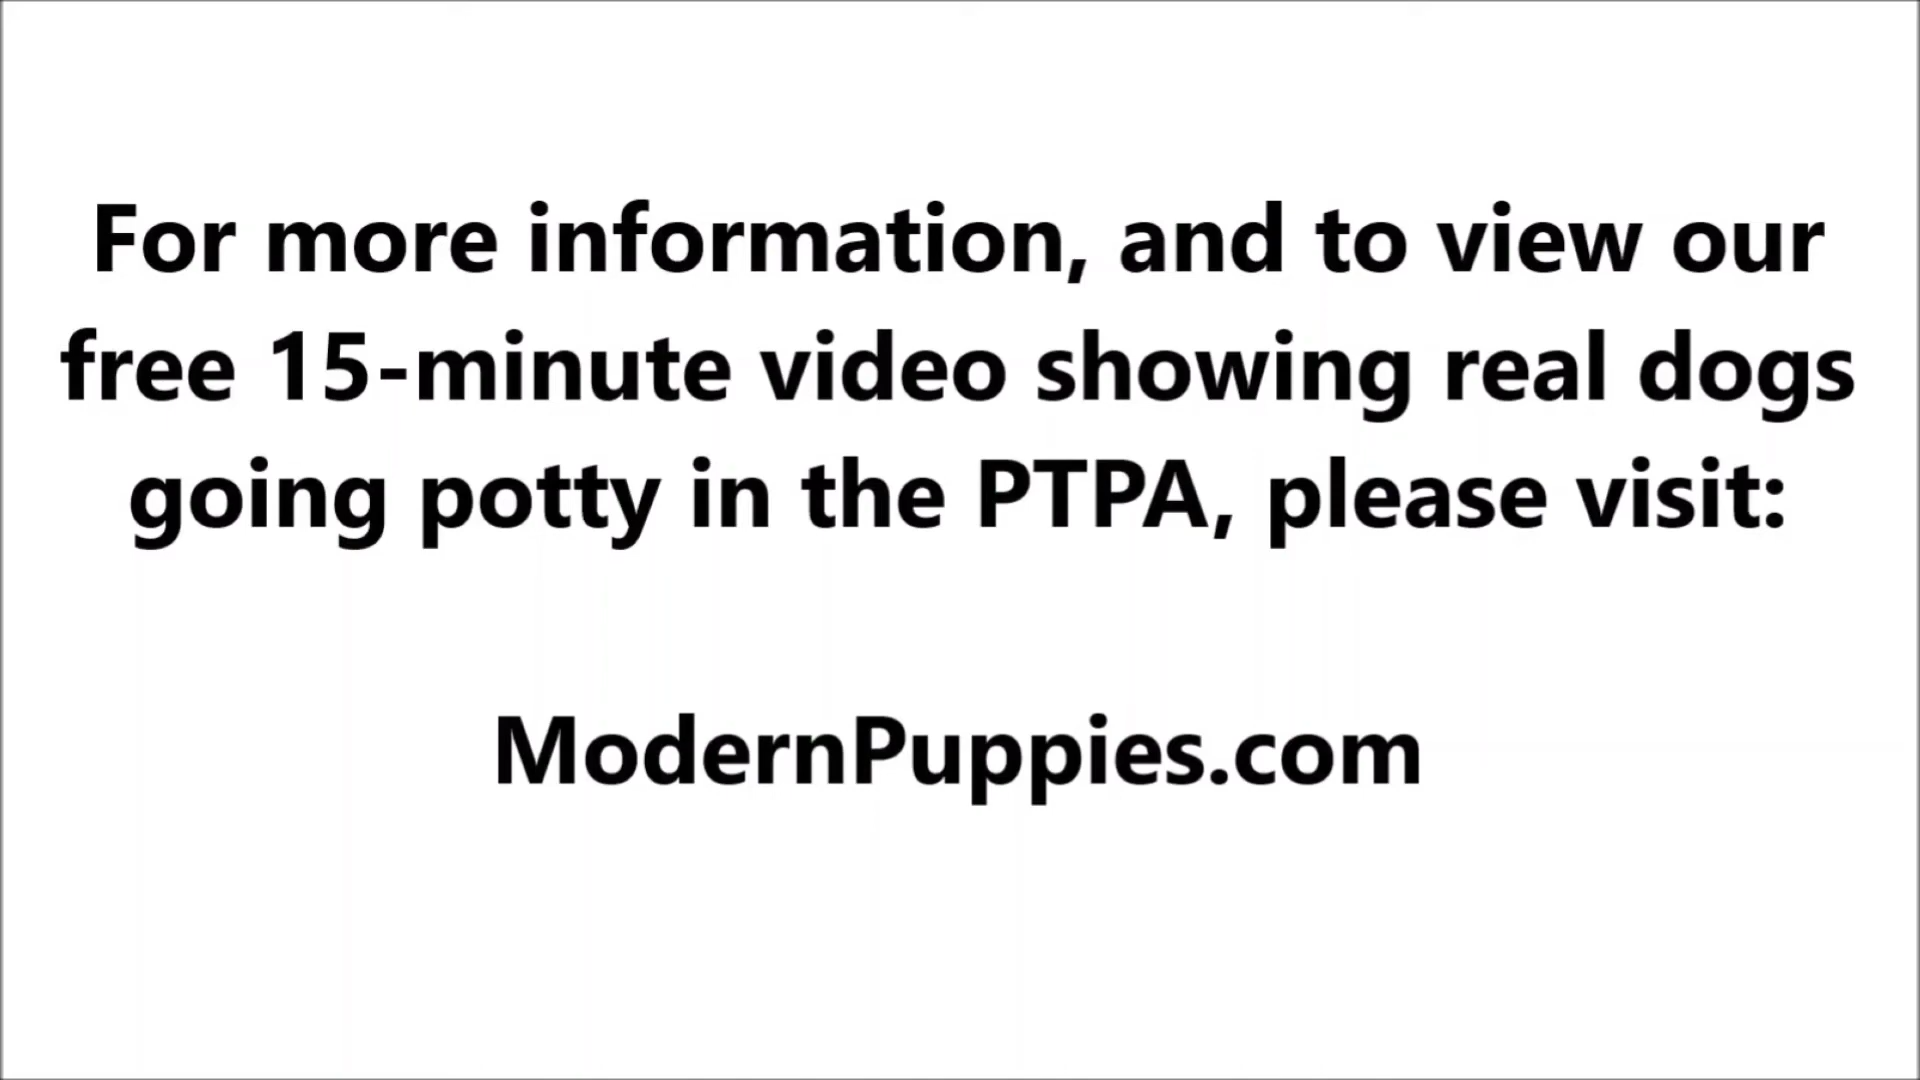 For more information, and to view our
free 15-minute video showing real dogs
going potty in the PTPA, please visit:
ModernPuppies.com